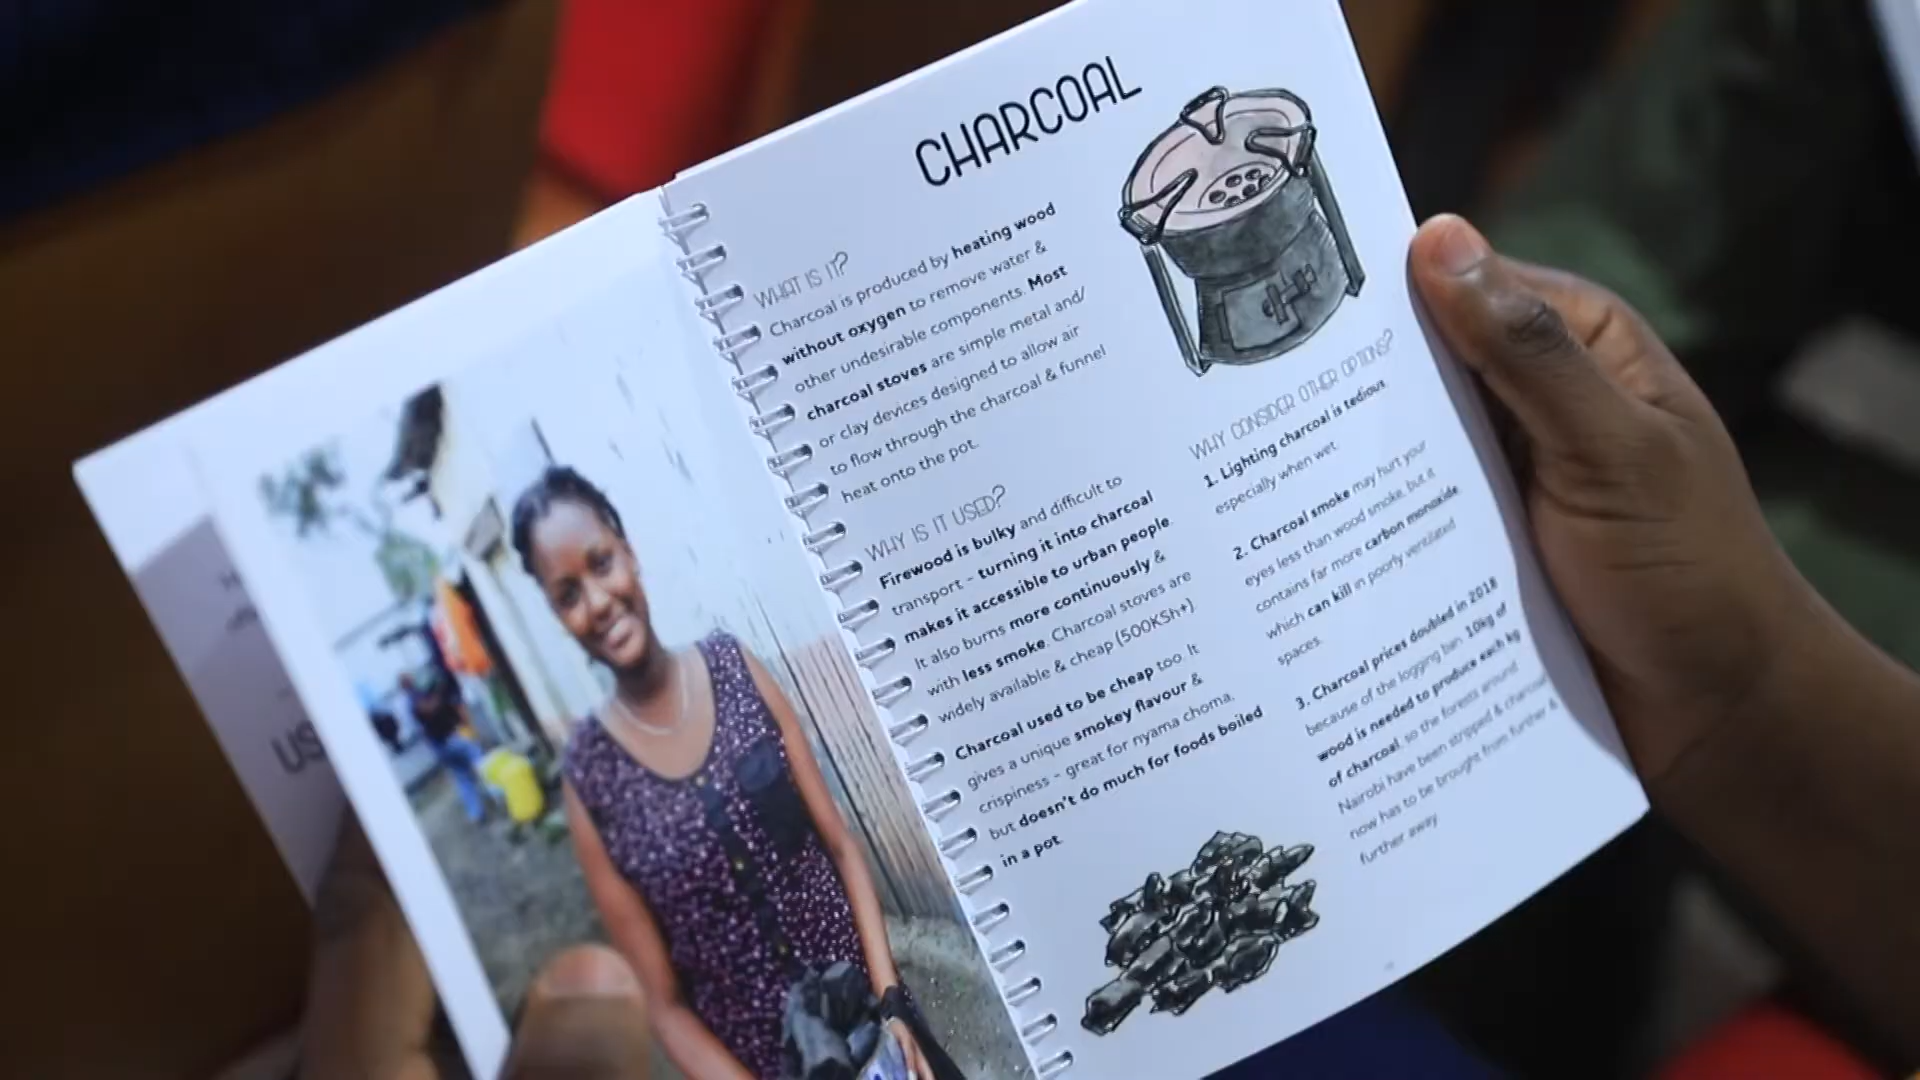 CHARCOAL
WHAT IS IT?
Charcoal is produced by heating wood
without oxygen to remove water &
other undesirable components. Most
charcoal stoves are simple metal and/
or clay devices designed to allow air
to flow through the charcoal & funnel
heat onto the pot.
WHY IS IT USED?
Firewood is bulky and difficult to
transport - turning it into charcoal
makes it accessible to urban people.
It also burns more continuously &
with less smoke. Charcoal stoves are
widely available & cheap (500KSh+)
Charcoal used to be cheap too. It
gives a unique smokey flavour &
crispiness - great for nyama choma,
but doesn't do much for foods boiled
in a pot.
WHY CONSIDER OTHER OPTIONS?
1. Lighting charcoal is tedious,
especially when wet.
2. Charcoal smoke may hurt your
eyes less than wood smoke, but it
contains far more carbon monoxide
which can kill in poorly ventilated
spaces.
3. Charcoal prices doubled in 2018
because of the logging ban. 10kg of
wood is needed to produce each kg
of charcoal, so the forests around
Nairobi have been stripped & charcoal
now has to be brought from further &
further away.
US